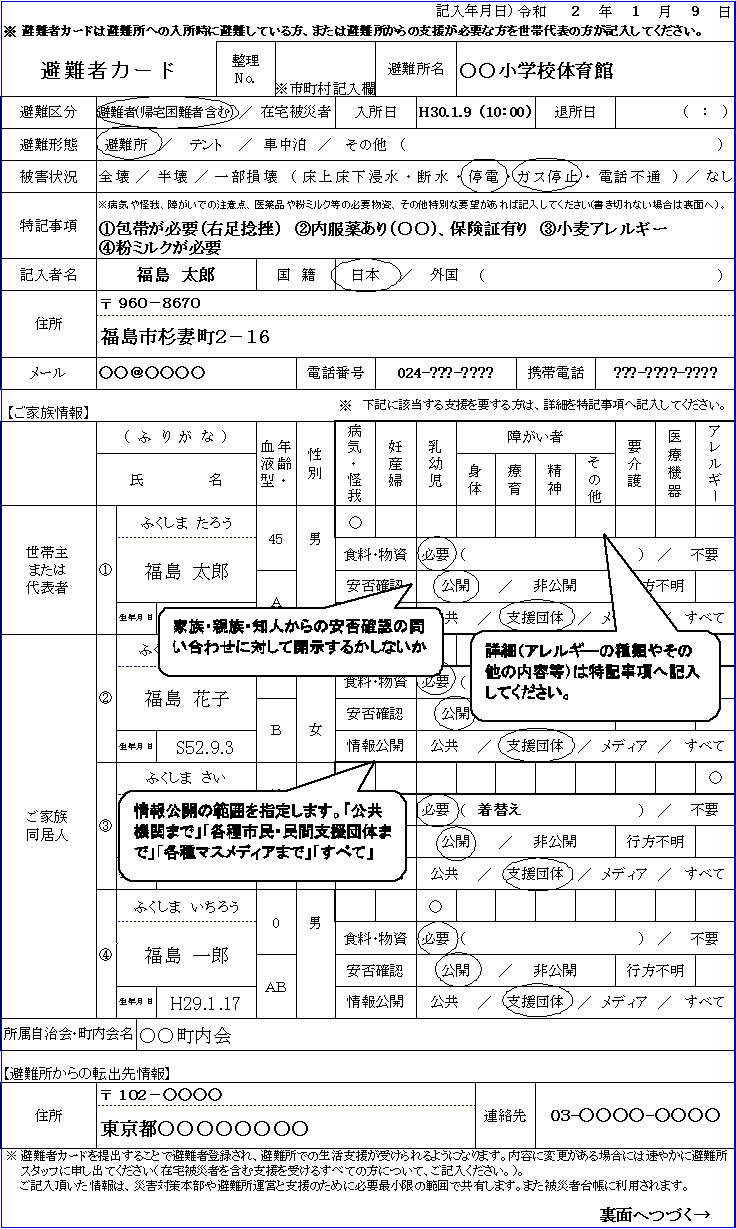 記入年月日）令和 2 年 1 月 9 日
※ 避難者カードは避難所への入所時に避難している方、または避難所からの支援が必要な方を世帯代表の方が記入してください。
避難者カード 整理No. ※市町村記入欄 避難所名 〇〇小学校体育館
避難区分 避難者(帰宅困難者含む) ／ 在宅被災者 入所日 H30.1.9（10:00） 退所日 （ ： ）
避難形態 避難所 ／ テント ／ 車中泊 ／ その他（ ）
被害状況 全壊 ／ 半壊 ／ 一部損壊 （ 床上床下浸水・断水・停電・ガス停止・電話不通 ）／ なし
特記事項 ※病気や怪我、障がいでの注意点、医薬品や粉ミルク等の必要物資、その他特別な要望があれば記入してください(書き切れない場合は裏面へ)。
①包帯が必要（右足捻挫） ②内服薬あり（〇〇）、保険証有り ③小麦アレルギー
④粉ミルクが必要
記入者名 福島 太郎 国 籍 日本 ／ 外国 （ ）
住所 〒 960－8670
福島市杉妻町2－16
メール 〇〇@〇〇〇〇 電話番号 024-???-???? 携帯電話 ???-????-????
【ご家族情報】 ※ 下記に該当する支援を要する方は、詳細を特記事項へ記入してください。
（ふりがな） 氏 名 年齢・血液型 性別 病気・怪我 妊産婦 乳幼児 障がい者 身体 療育 精神 その他 要介護 医療機器 アレルギー
世帯主または代表者 ① ふくしま たろう 45 男 〇
福島 太郎 食料・物資 必要（ ）／ 不要
A 安否確認 公開 ／ 非公開 行方不明
生年月日 公共 ／ 支援団体 ／ メ すべて
家族・親族・知人からの安否確認の問い合わせに対して開示するかしないか
詳細（アレルギーの種類やその他の内容等）は特記事項へ記入してください。
ご家族同居人
② 福島 花子 B 女 食料・物資 必要（
安否確認 公開
生年月日 S52.9.3 情報公開 公共 ／ 支援団体 ／ メディア ／ すべて
③ ふくしま さい 〇
情報公開の範囲を指定します。「公共機関まで」「各種市民・民間支援団体まで」「各種マスメディアまで」「すべて」
必要（ 着替え ）／ 不要
公開 ／ 非公開 行方不明
公共 ／ 支援団体 ／ メディア ／ すべて
④ ふくしま いちろう 0 男 〇
福島 一郎 食料・物資 必要（ ）／ 不要
AB 安否確認 公開 ／ 非公開 行方不明
生年月日 H29.1.17 情報公開 公共 ／ 支援団体 ／ メディア ／ すべて
所属自治会・町内会名 〇〇町内会
【避難所からの転出先情報】
住所 〒 102－〇〇〇〇
東京都〇〇〇〇〇〇〇〇 連絡先 03-〇〇〇〇-〇〇〇〇
※ 避難者カードを提出することで避難者登録され、避難所での生活支援が受けられるようになります。内容に変更がある場合には速やかに避難所
スタッフに申し出てください(在宅被災者を含む支援を受けるすべての方について、ご記入ください。)。
ご記入頂いた情報は、災害対策本部や避難所運営と支援のために必要最小限の範囲で共有します。また被災者台帳に利用されます。
裏面へつづく→